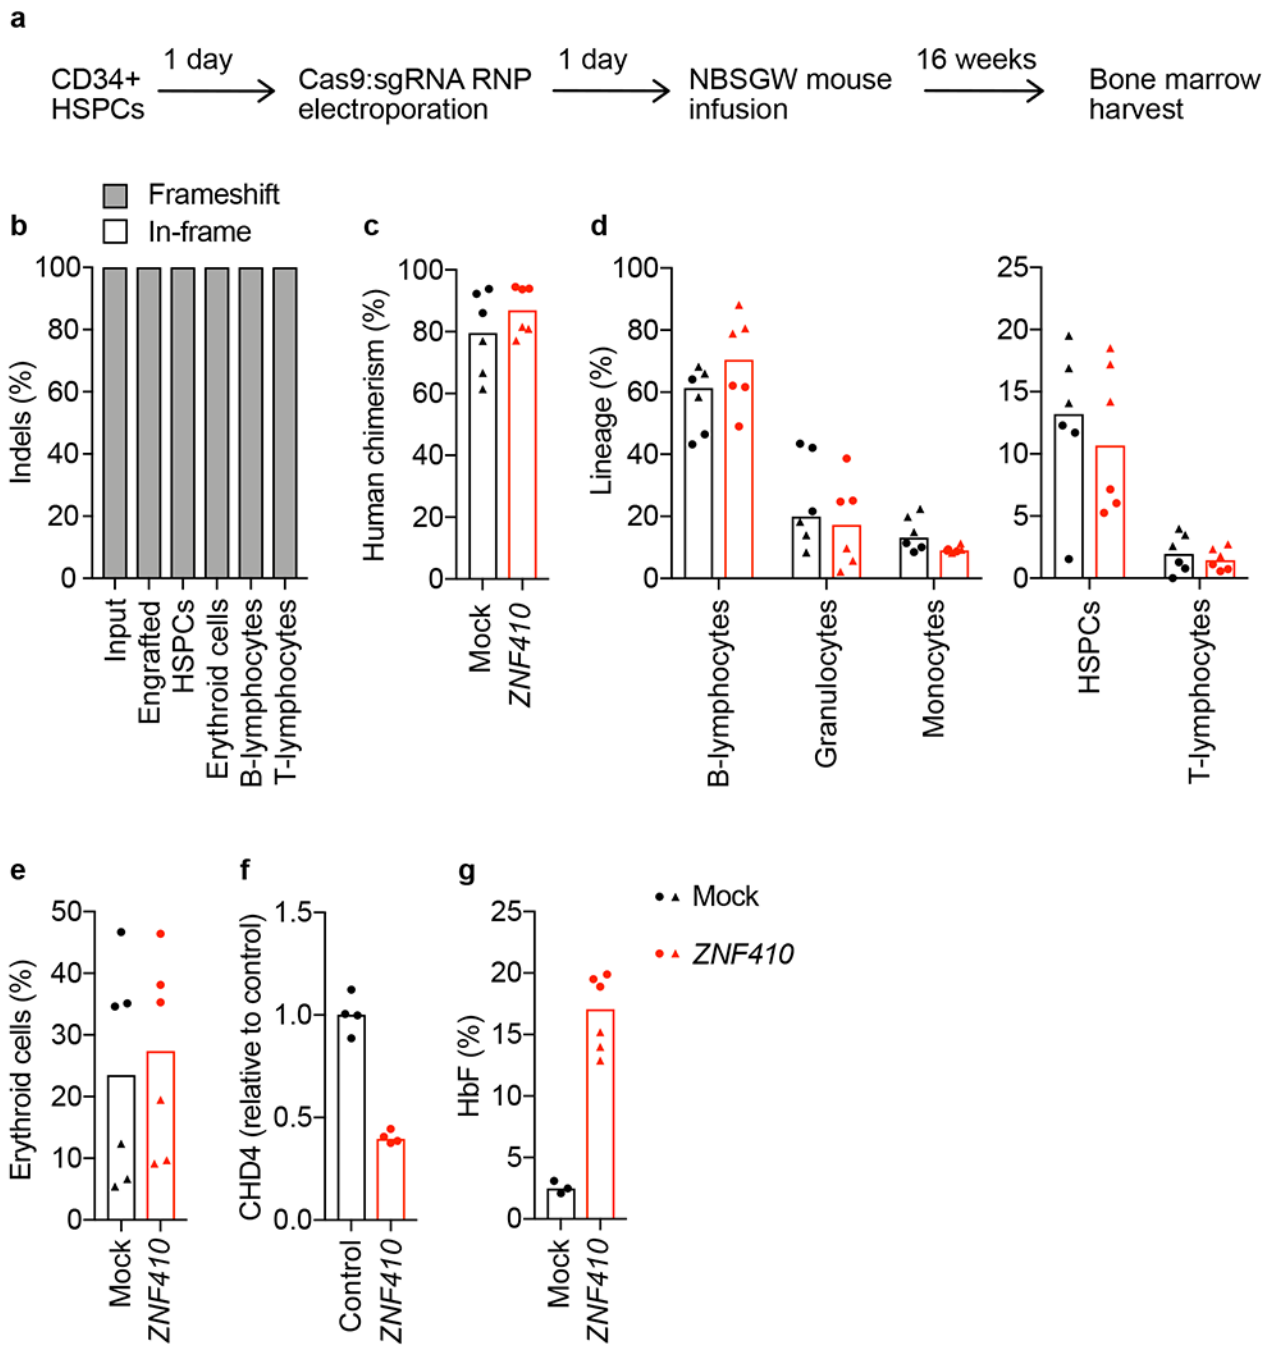 a
CD34+
HSPCs
1 day
Cas9:sgRNA RNP
electroporation
1 day
NBSGW mouse
infusion
16 weeks
Bone marrow
harvest
b
Frameshift
In-frame
Indels (%)
100
80
60
40
20
0
Input
Engrafted
HSPCs
Erythroid cells
B-lymphocytes
T-lymphocytes
c
Human chimerism (%)
100
80
60
40
20
0
Mock
ZNF410
d
Lineage (%)
100
80
60
40
20
0
B-lymphocytes
Granulocytes
Monocytes
25
20
15
10
5
0
HSPCs
T-lymphocytes
e
Erythroid cells (%)
50
40
30
20
10
0
Mock
ZNF410
f
CHD4 (relative to control)
1.5
1.0
0.5
0.0
Control
ZNF410
g
HbF (%)
25
20
15
10
5
0
Mock
ZNF410
Mock
ZNF410